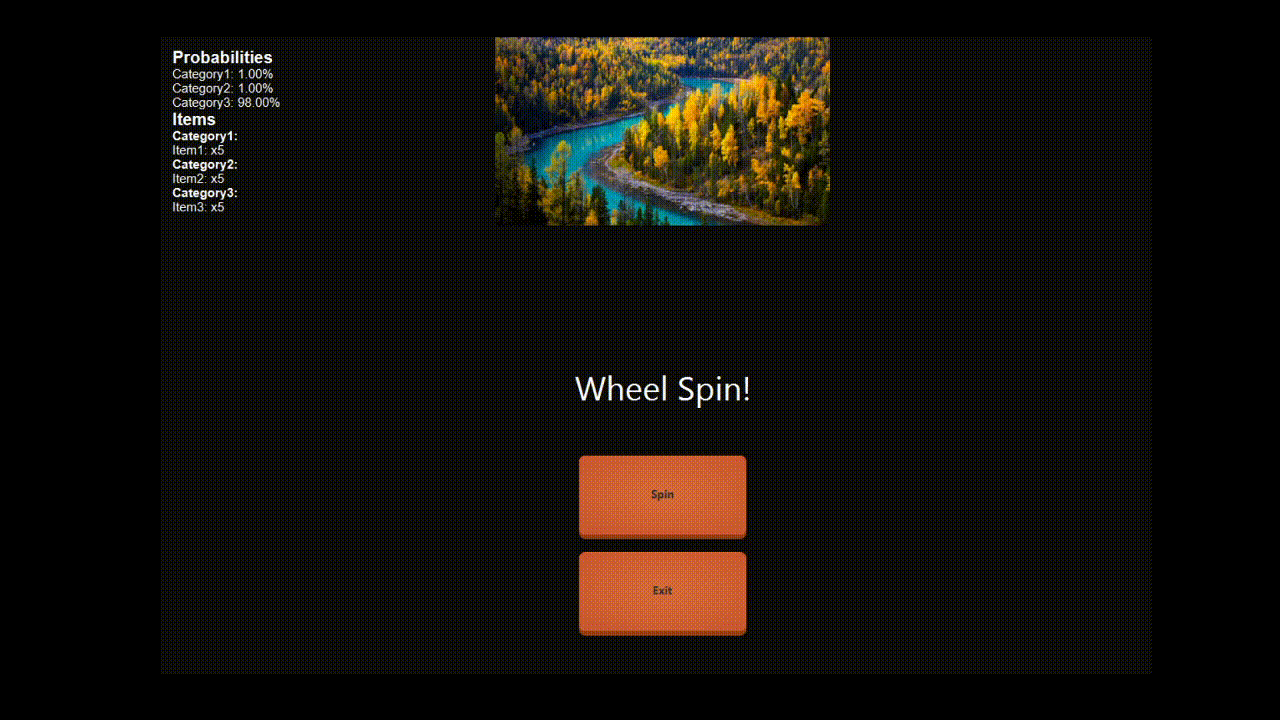 Probabilities
Category1: 1.00%
Category2: 1.00%
Category3: 98.00%
Items
Category1:
Item1: x5
Category2:
Item2: x5
Category3:
Item3: x5
Wheel Spin!
Spin
Exit